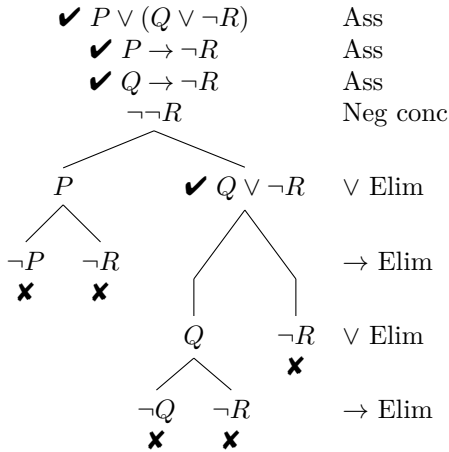 ✔ P ∨ (Q ∨ ¬R) Ass
✔ P → ¬R Ass
✔ Q → ¬R Ass
¬¬R Neg conc
P ✔ Q ∨ ¬R ∨ Elim
¬P ¬R → Elim
✘ ✘
Q ¬R ∨ Elim
✘
¬Q ¬R → Elim
✘ ✘